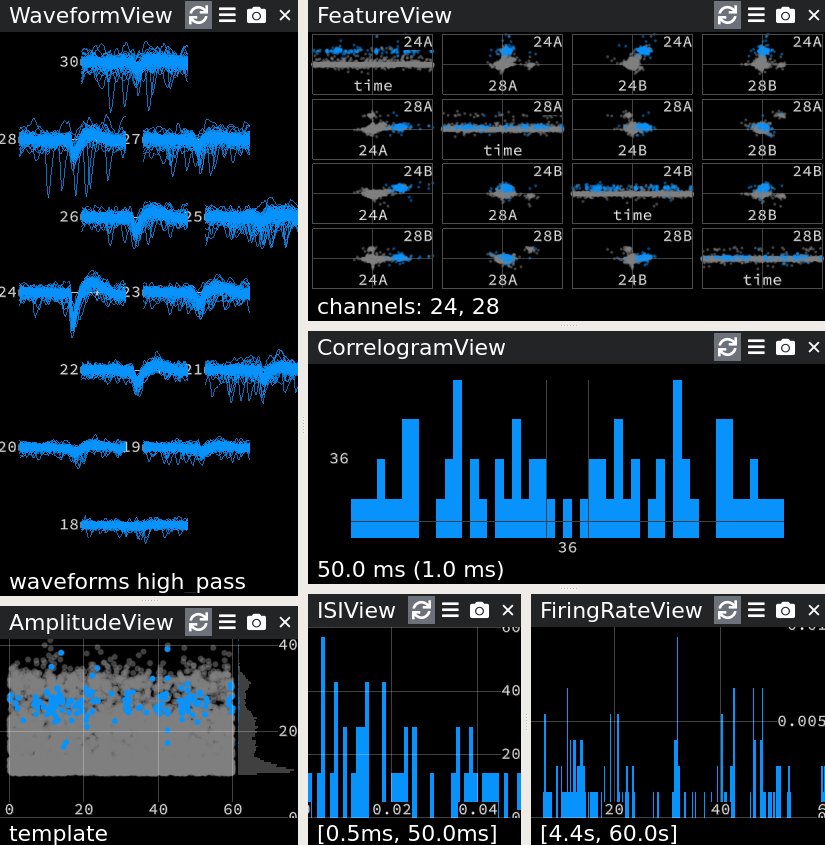 WaveformView
30
28 27
26 25
24 23
22 21
20 19
18
waveforms high_pass
FeatureView
24A 24A 24A 24A
time 28A 24B 28B
28A 28A 28A 28A
24A time 24B 28B
24B 24B 24B 24B
24A 28A time 28B
28B 28B 28B 28B
24A 28A 24B time
channels: 24, 28
CorrelogramView
36
36
50.0 ms (1.0 ms)
AmplitudeView
40
20
0 20 40 60
template
ISIView
60
40
20
0.02 0.04 0
[0.5ms, 50.0ms]
FiringRateView
0.005
20 40
[4.4s, 60.0s]